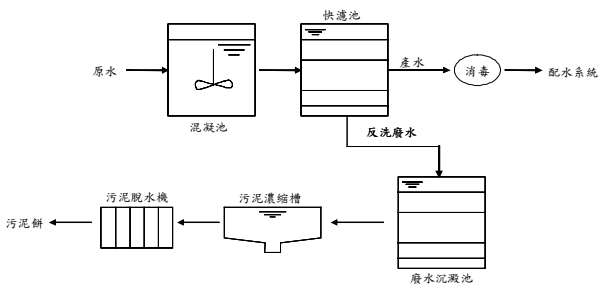 快濾池
原水
產水
消毒
配水系統
混凝池
反洗廢水
污泥脫水機
污泥濃縮槽
污泥餅
廢水沉澱池